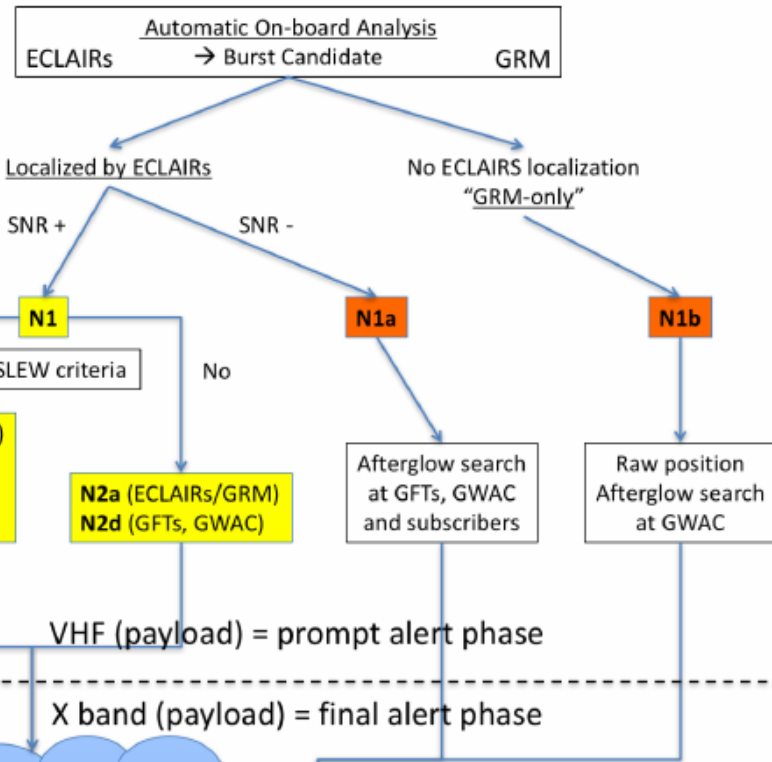 Automatic On-board Analysis
ECLAIRs → Burst Candidate GRM
Localized by ECLAIRs
No ECLAIRS localization
“GRM-only”
SNR +
SNR -
N1
N1a
N1b
SLEW criteria
No
)
N2a (ECLAIRs/GRM)
N2d (GFTs, GWAC)
Afterglow search
at GFTs, GWAC
and subscribers
Raw position
Afterglow search
at GWAC
VHF (payload) = prompt alert phase
X band (payload) = final alert phase